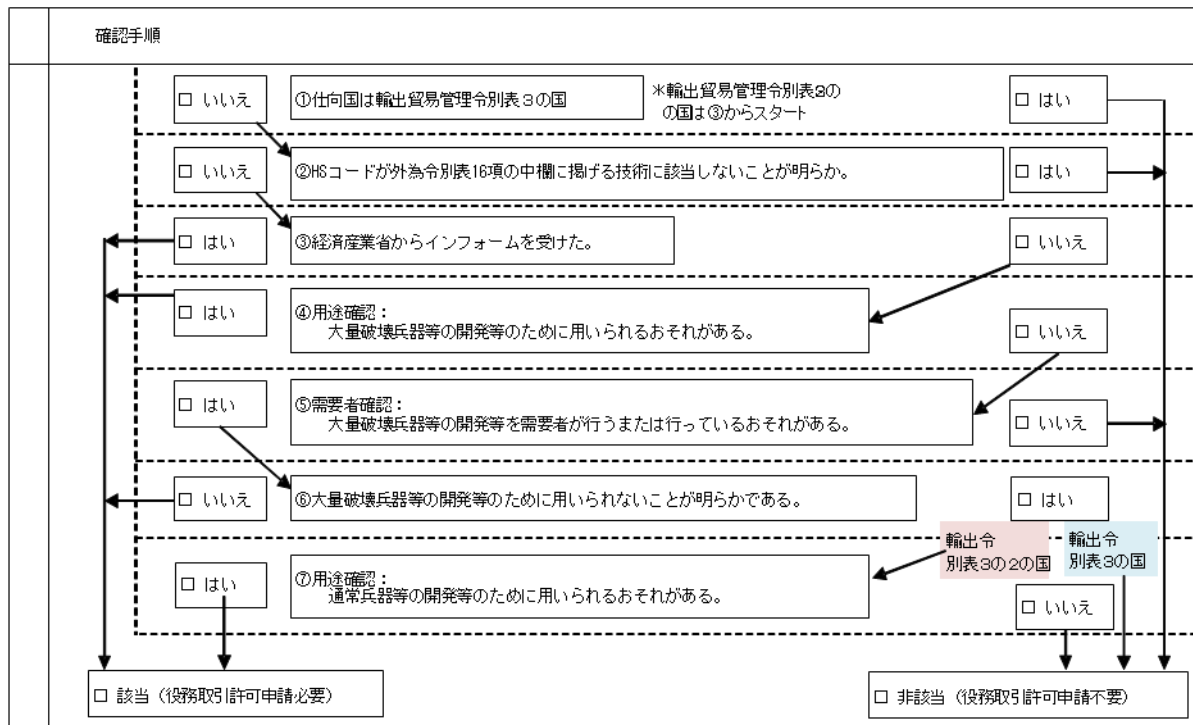 確認手順
□ いいえ
①仕向国は輸出貿易管理令別表3の国
＊輸出貿易管理令別表3の
の国は③からスタート
□ はい
□ いいえ
②HSコードが外為令別表16項の中欄に掲げる技術に該当しないことが明らか。
□ はい
□ はい
③経済産業省からインフォームを受けた。
□ いいえ
□ はい
④用途確認：
大量破壊兵器等の開発等のために用いられるおそれがある。
□ いいえ
□ はい
⑤需要者確認：
大量破壊兵器等の開発等を需要者が行うまたは行っているおそれがある。
□ いいえ
□ いいえ
⑥大量破壊兵器等の開発等のために用いられないことが明らかである。
□ はい
輸出令
別表3の2の国
輸出令
別表3の国
□ はい
⑦用途確認：
通常兵器等の開発等のために用いられるおそれがある。
□ いいえ
□ 該当（役務取引許可申請必要）
□ 非該当（役務取引許可申請不要）